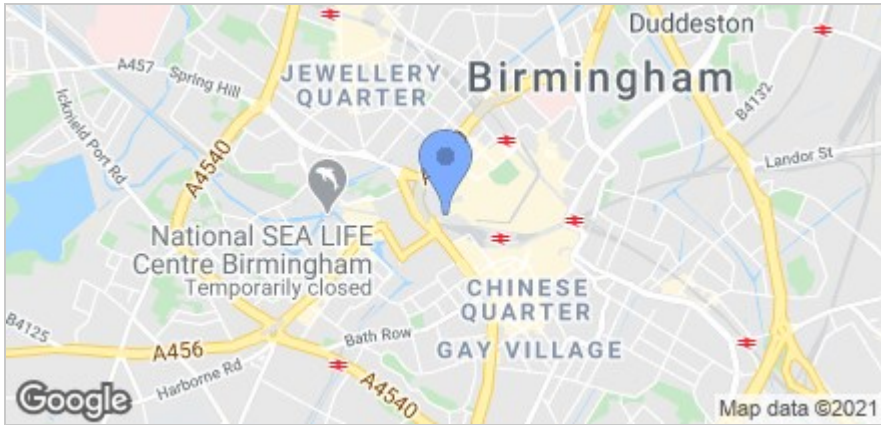 Duddeston
A457
Spring Hill
JEWELLERY
QUARTER
Birmingham
B4132
Icknield Port Rd
A4540
Landor St
National SEA LIFE
Centre Birmingham
Temporarily closed
CHINESE
QUARTER
B4125
Bath Row
GAY VILLAGE
A456
Harborne Rd
A4540
Google
Map data ©2021